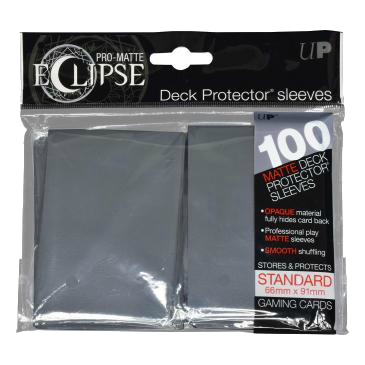 PRO-MATTE
ECLIPSE
UP
Deck Protector® sleeves
UP
100
MATTE DECK
PROTECTOR®
SLEEVES
• OPAQUE material
fully hides card back
• Professional play
MATTE sleeves
• SMOOTH shuffling
STORES & PROTECTS
STANDARD
66mm x 91mm
GAMING CARDS